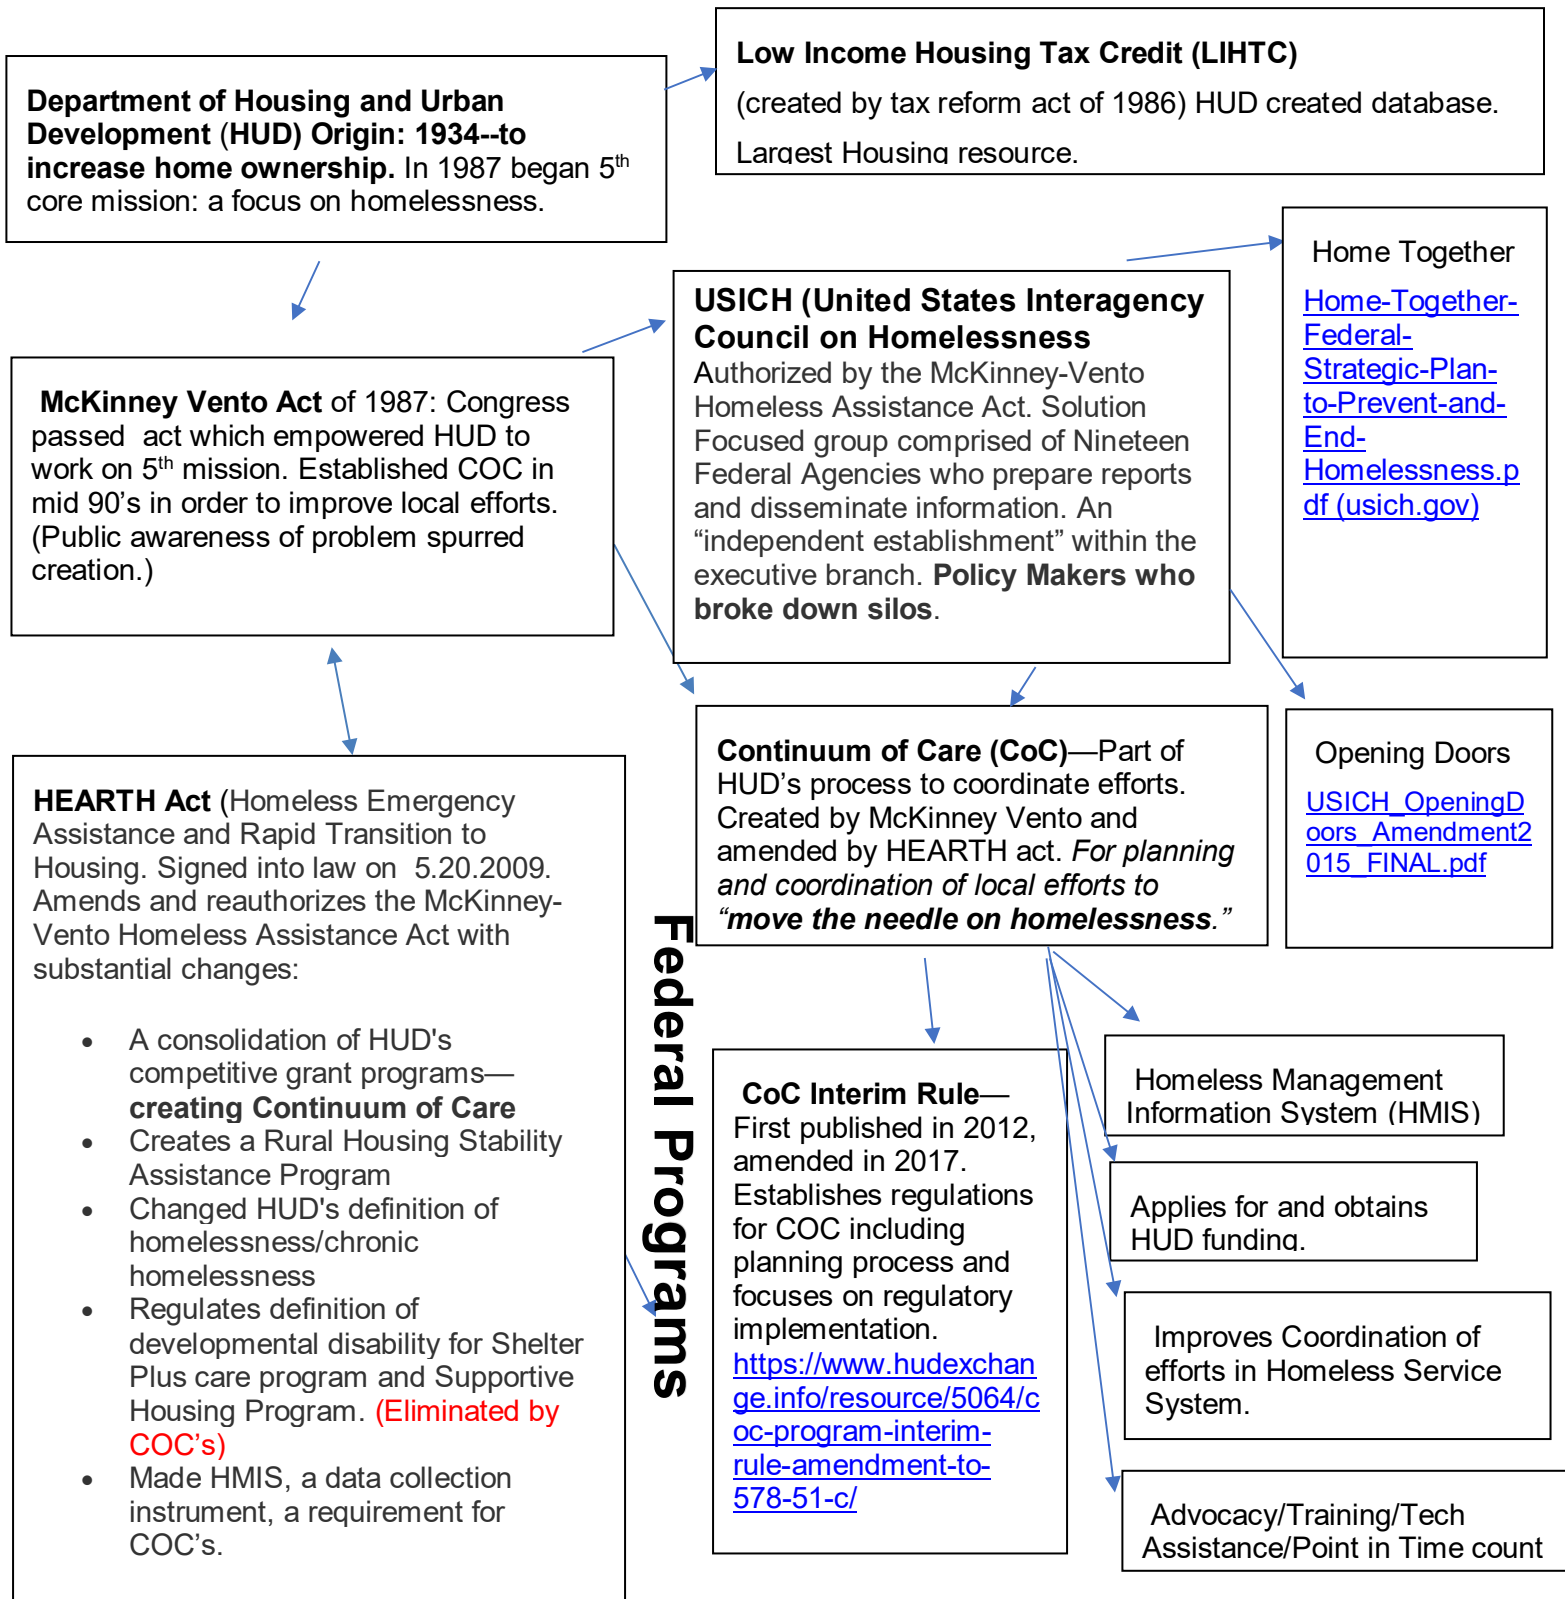 Department of Housing and Urban
Development (HUD) Origin: 1934--to
increase home ownership. In 1987 began 5th
core mission: a focus on homelessness.
Low Income Housing Tax Credit (LIHTC)
(created by tax reform act of 1986) HUD created database.
Largest Housing resource.
McKinney Vento Act of 1987: Congress
passed  act which empowered HUD to
work on 5th mission. Established COC in
mid 90’s in order to improve local efforts.
(Public awareness of problem spurred
creation.)
USICH (United States Interagency
Council on Homelessness
Authorized by the McKinney-Vento
Homeless Assistance Act. Solution
Focused group comprised of Nineteen
Federal Agencies who prepare reports
and disseminate information. An
“independent establishment” within the
executive branch. Policy Makers who
broke down silos.
Home Together
Home-Together-
Federal-
Strategic-Plan-
to-Prevent-and-
End-
Homelessness.p
df (usich.gov)
HEARTH Act (Homeless Emergency
Assistance and Rapid Transition to
Housing. Signed into law on  5.20.2009.
Amends and reauthorizes the McKinney-
Vento Homeless Assistance Act with
substantial changes:
• A consolidation of HUD's
competitive grant programs—
creating Continuum of Care
• Creates a Rural Housing Stability
Assistance Program
• Changed HUD's definition of
homelessness/chronic
homelessness
• Regulates definition of
developmental disability for Shelter
Plus care program and Supportive
Housing Program. (Eliminated by
COC’s)
• Made HMIS, a data collection
instrument, a requirement for
COC’s.
Federal Programs
Continuum of Care (CoC)—Part of
HUD’s process to coordinate efforts.
Created by McKinney Vento and
amended by HEARTH act. For planning
and coordination of local efforts to
“move the needle on homelessness.”
Opening Doors
USICH_OpeningD
oors_Amendment2
015_FINAL.pdf
CoC Interim Rule—
First published in 2012,
amended in 2017.
Establishes regulations
for COC including
planning process and
focuses on regulatory
implementation.
https://www.hudexchan
ge.info/resource/5064/c
oc-program-interim-
rule-amendment-to-
578-51-c/
Homeless Management
Information System (HMIS)
Applies for and obtains
HUD funding.
Improves Coordination of
efforts in Homeless Service
System.
Advocacy/Training/Tech
Assistance/Point in Time count